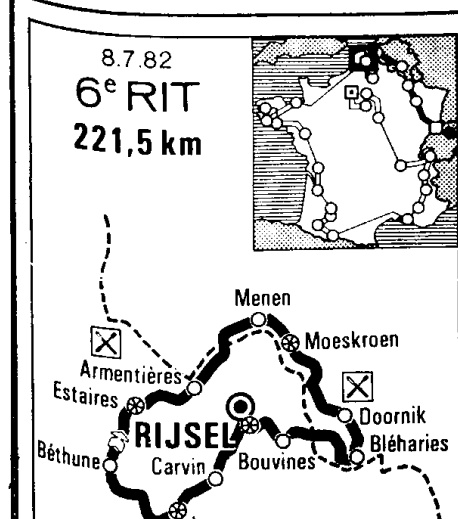 8.7.82
6e RIT
221,5 km
Menen
Moeskroen
Armentières
Estaires
Doornik
RIJSEL
Bléharies
Béthune
Carvin
Bouvines